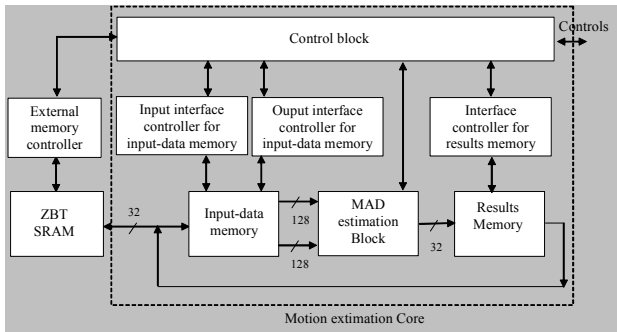 Control block
Controls
External
memory
controller
Input interface
controller for
input-data memory
Ouput interface
controller for
input-data memory
Interface
controller for
results memory
ZBT
SRAM
32
Input-data
memory
128
128
MAD
estimation
Block
32
Results
Memory
Motion extimation Core